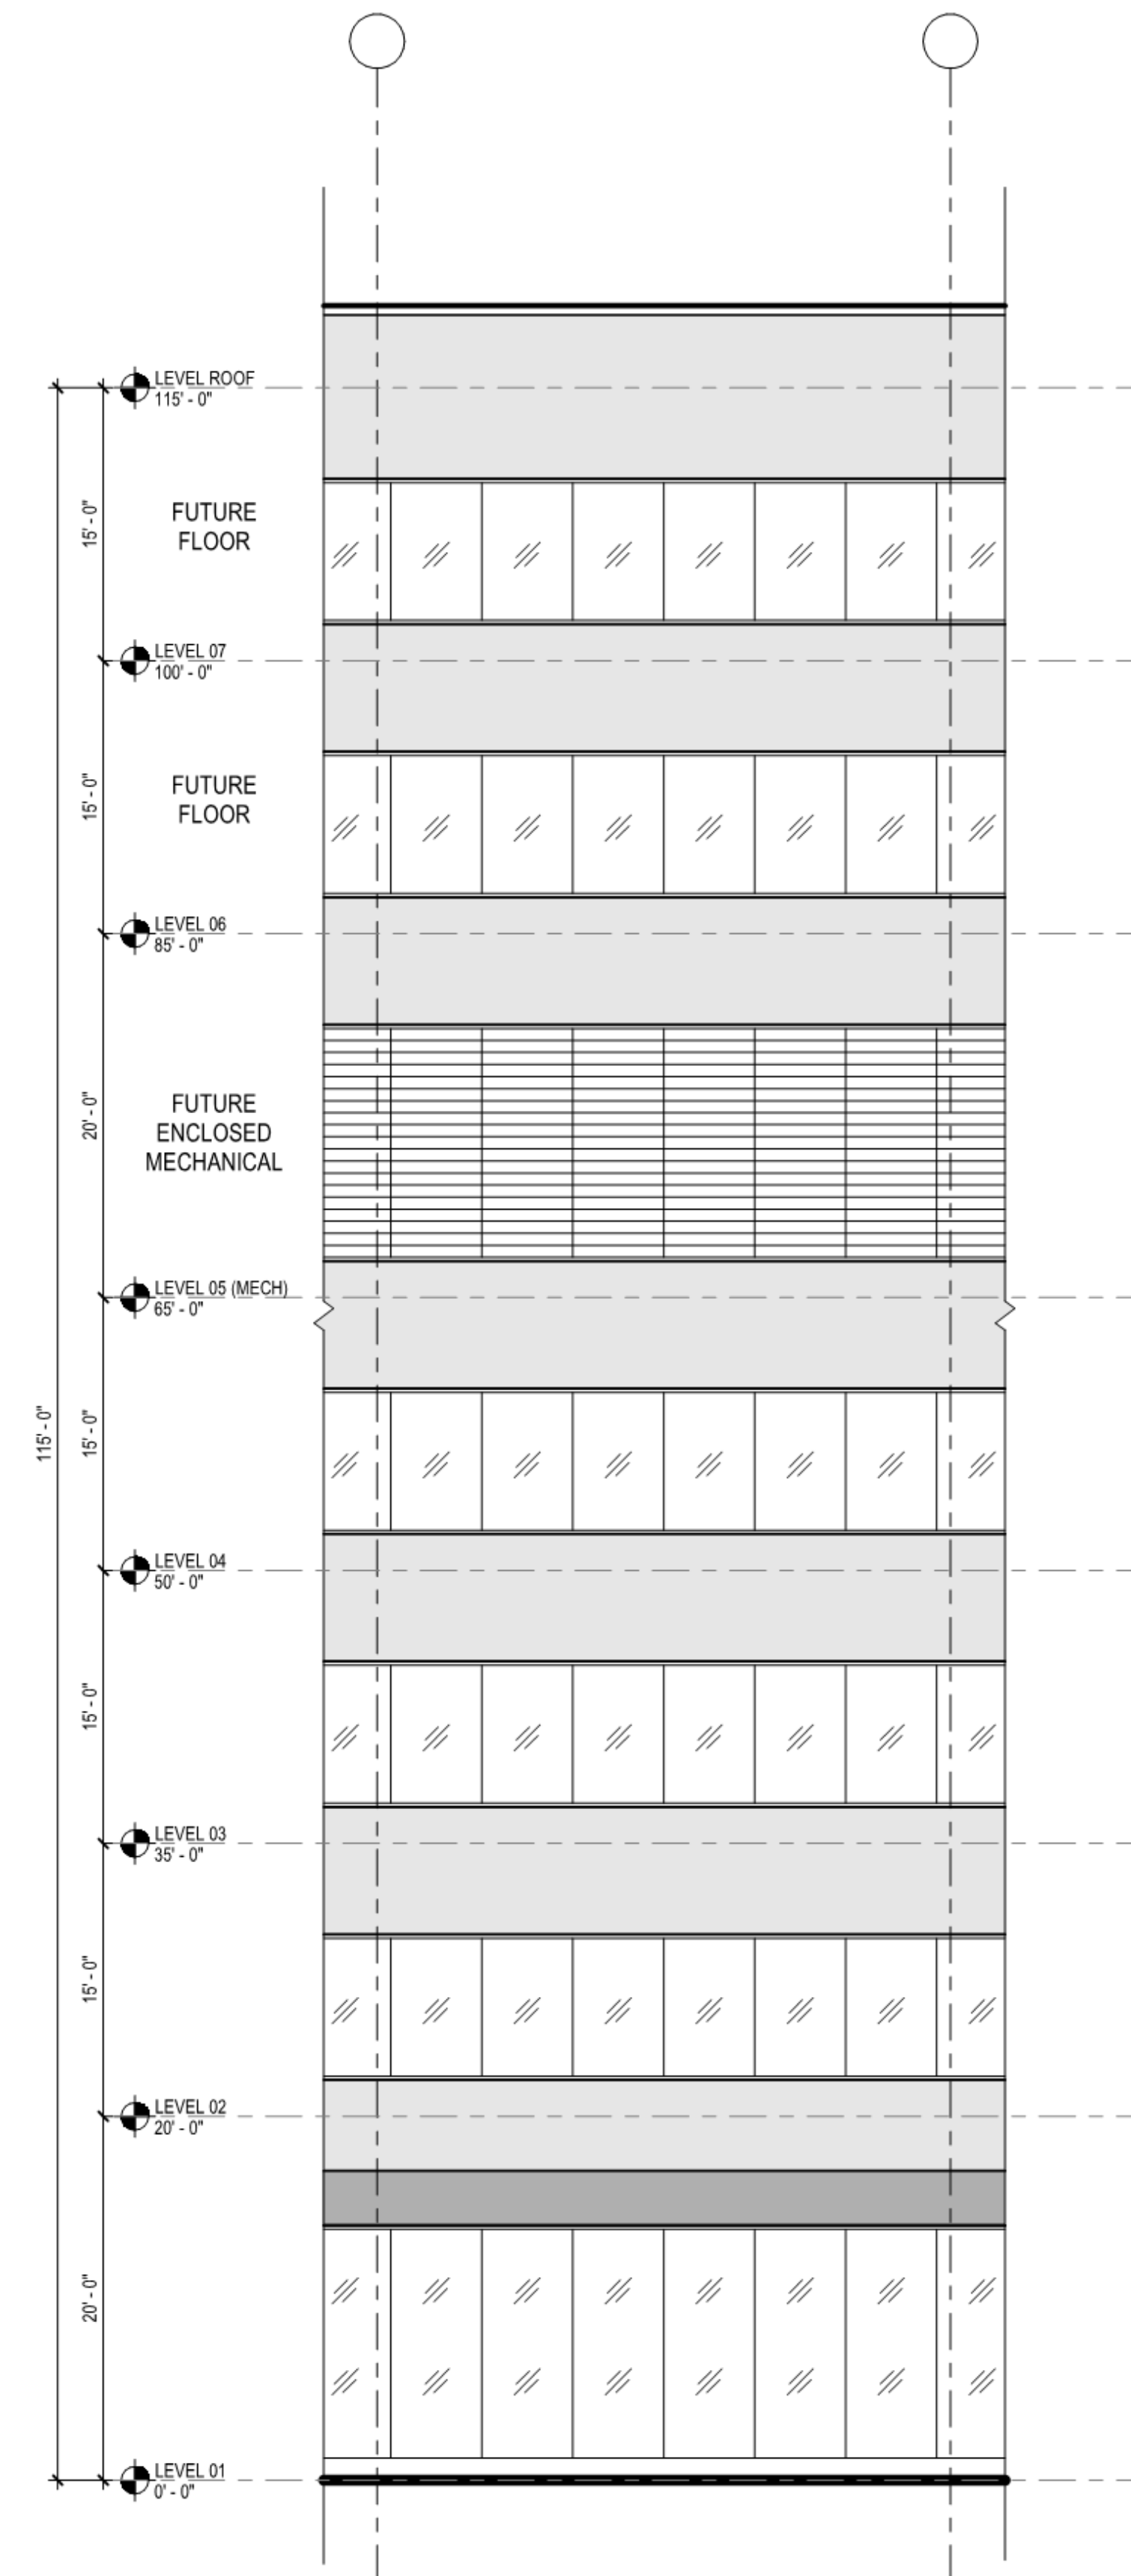 LEVEL ROOF
115' - 0"
15' - 0"
FUTURE
FLOOR
LEVEL 07
100' - 0"
15' - 0"
FUTURE
FLOOR
LEVEL 06
85' - 0"
20' - 0"
FUTURE
ENCLOSED
MECHANICAL
LEVEL 05 (MECH)
65' - 0"
115' - 0"
15' - 0"
LEVEL 04
50' - 0"
15' - 0"
LEVEL 03
35' - 0"
15' - 0"
LEVEL 02
20' - 0"
20' - 0"
LEVEL 01
0' - 0"